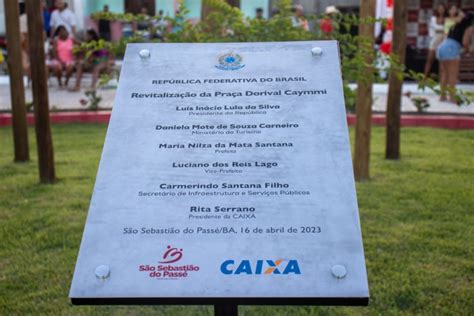 REPÚBLICA FEDERATIVA DO BRASIL
Revitalização da Praça Dorival Caymmi
Luís Inácio Lula da Silva
Presidente da República
Daniela Mote de Souza Carneiro
Ministério do Turismo
Maria Nilza da Mata Santana
Prefeita
Luciano dos Reis Lago
Vice-Prefeito
Carmerindo Santana Filho
Secretário de Infraestrutura e Serviços Públicos
Rita Serrano
Presidente da CAIXA
São Sebastião do Passé/BA, 16 de abril de 2023
São Sebastião
do Passé
CAIXA